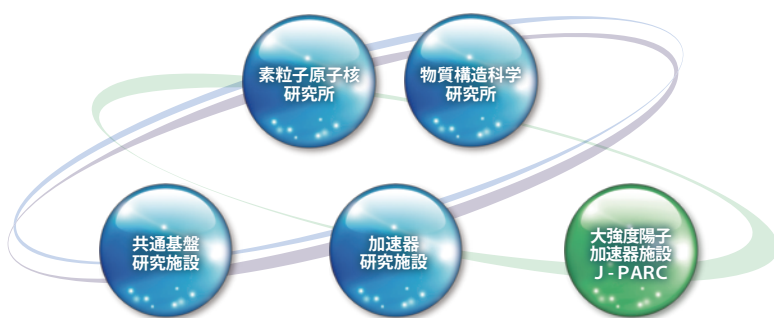 素粒子原子核
研究所
物質構造科学
研究所
共通基盤
研究施設
加速器
研究施設
大強度陽子
加速器施設
J-PARC